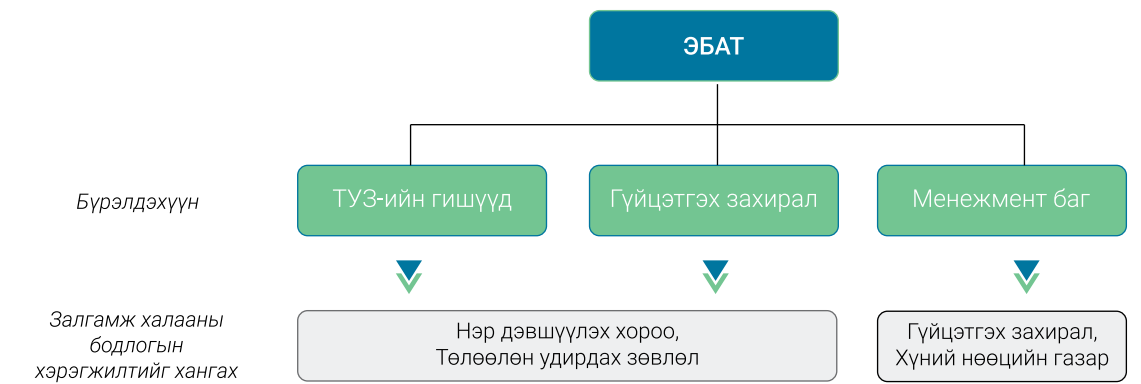 ЭБАТ
Бүрэлдэхүүн
ТУЗ-ийн гишүүд
Гүйцэтгэх захирал
Менежмент баг
Залгамж халааны
бодлогын
хэрэгжилтийг хангах
Нэр дэвшүүлэх хороо,
Төлөөлөн удирдах зөвлөл
Гүйцэтгэх захирал,
Хүний нөөцийн газар